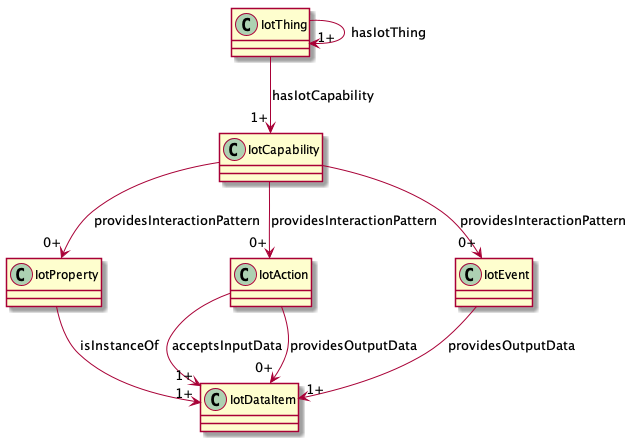 C IotThing
hasIotThing
1+
hasIotCapability
1+
C IotCapability
providesInteractionPattern
providesInteractionPattern
providesInteractionPattern
0+
0+
0+
C IotProperty
C IotAction
C IotEvent
isInstanceOf
acceptsInputData
providesOutputData
providesOutputData
1+
0+
1+
1+
C IotDataItem